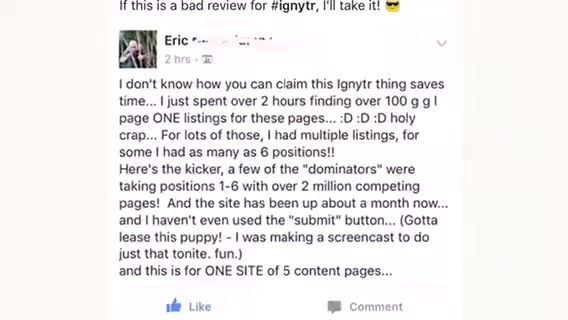 If this is a bad review for #ignytr, I'll take it! 😎
Eric
2 hrs ·
I don't know how you can claim this Ignytr thing saves
time... I just spent over 2 hours finding over 100 g g l
page ONE listings for these pages... :D :D :D holy
crap... For lots of those, I had multiple listings, for
some I had as many as 6 positions!!
Here's the kicker, a few of the "dominators" were
taking positions 1-6 with over 2 million competing
pages! And the site has been up about a month now...
and I haven't even used the "submit" button... (Gotta
lease this puppy! - I was making a screencast to do
just that tonite. fun.)
and this is for ONE SITE of 5 content pages...
Like
Comment